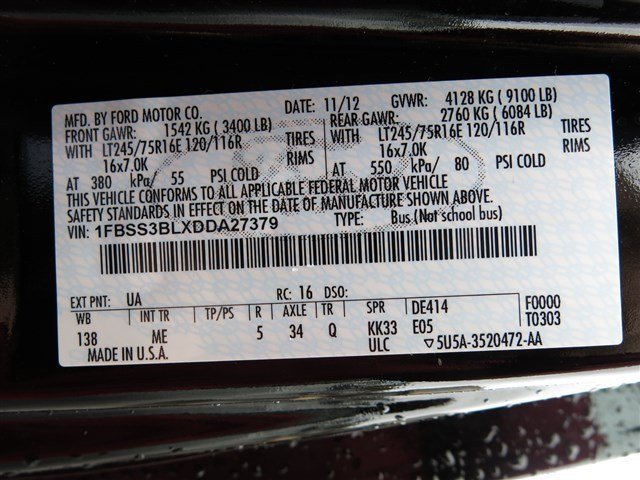 MFG. BY FORD MOTOR CO. DATE: 11/12 GVWR: 4128 KG ( 9100 LB)
FRONT GAWR: 1542 KG ( 3400 LB) REAR GAWR: 2760 KG ( 6084 LB)
WITH LT245/75R16E 120/116R TIRES WITH LT245/75R16E 120/116R TIRES
16x7.0K RIMS 16x7.0K RIMS
AT 380 kPa/ 55 PSI COLD AT 550 kPa/ 80 PSI COLD
THIS VEHICLE CONFORMS TO ALL APPLICABLE FEDERAL MOTOR VEHICLE
SAFETY STANDARDS IN EFFECT ON THE DATE OF MANUFACTURE SHOWN ABOVE.
VIN: 1FBSS3BLXDDA27379 TYPE: Bus (Not school bus)
EXT PNT: UA RC: 16 DSO:
WB INT TR TP/PS R AXLE TR SPR DE414 F0000
138 ME 5 34 Q KK33 E05 T0303
MADE IN U.S.A. ULC ▽5U5A-3520472-AA